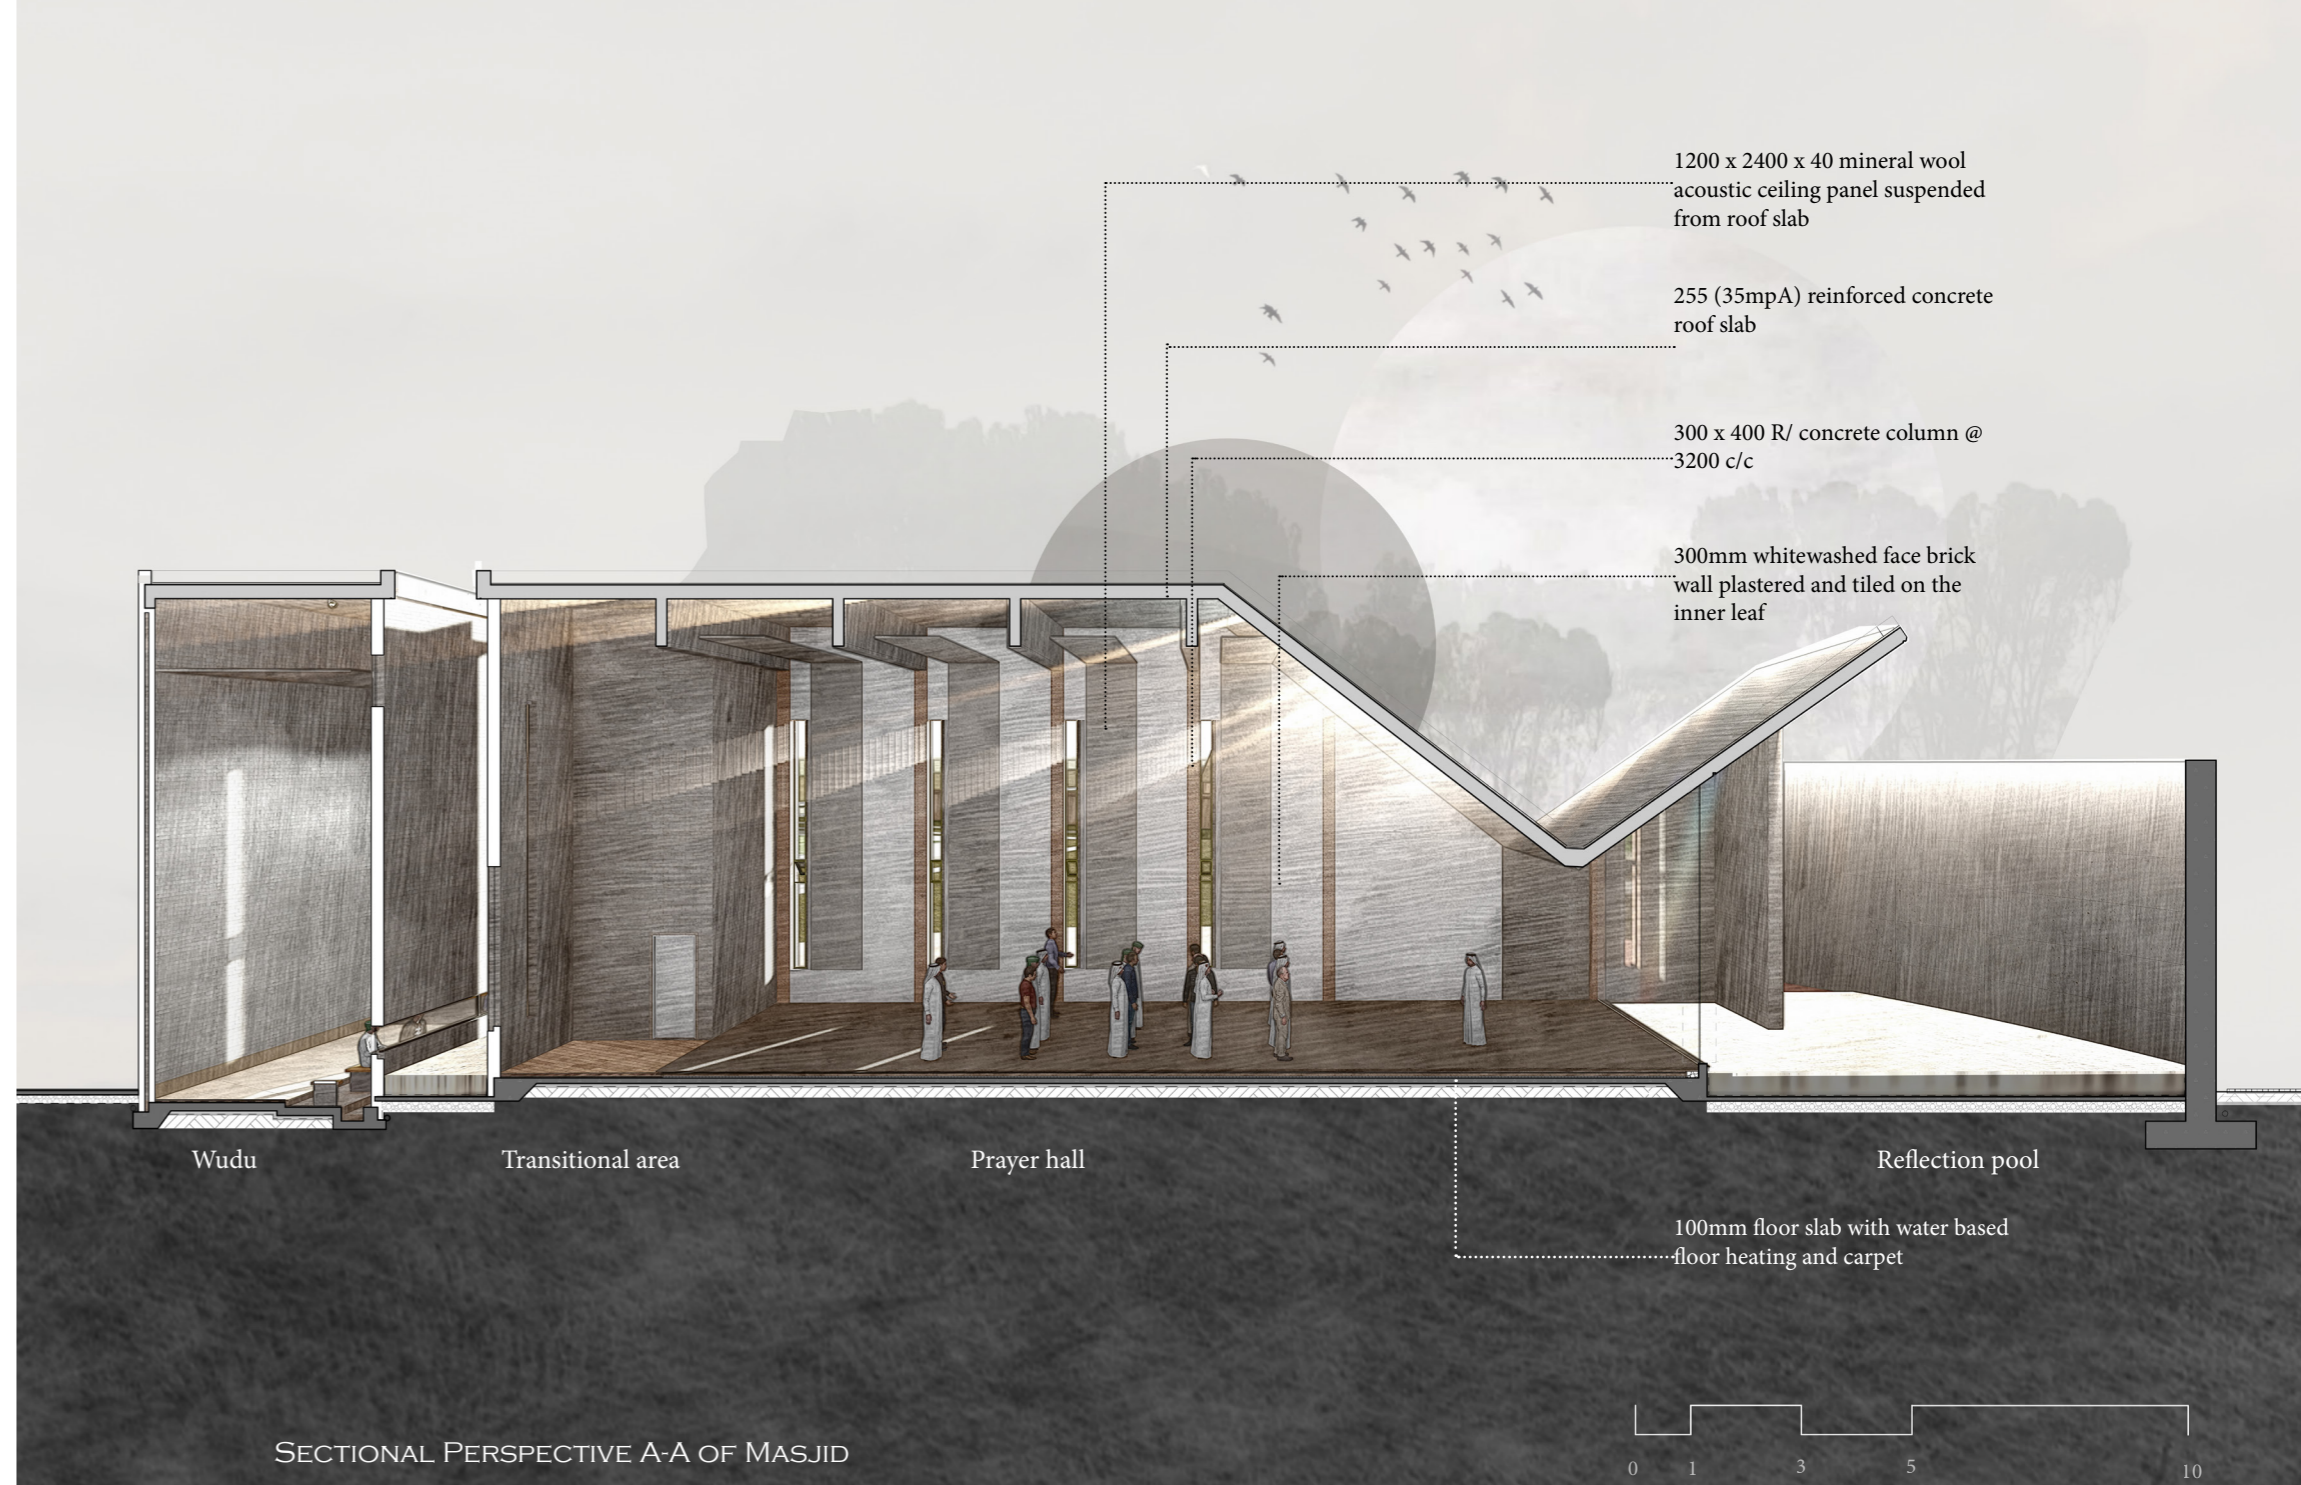 1200 x 2400 x 40 mineral wool
acoustic ceiling panel suspended
from roof slab
255 (35mpA) reinforced concrete
roof slab
300 x 400 R/ concrete column @
3200 c/c
300mm whitewashed face brick
wall plastered and tiled on the
inner leaf
Wudu
Transitional area
Prayer hall
Reflection pool
100mm floor slab with water based
floor heating and carpet
Sectional Perspective A-A of Masjid
0 1 3 5 10